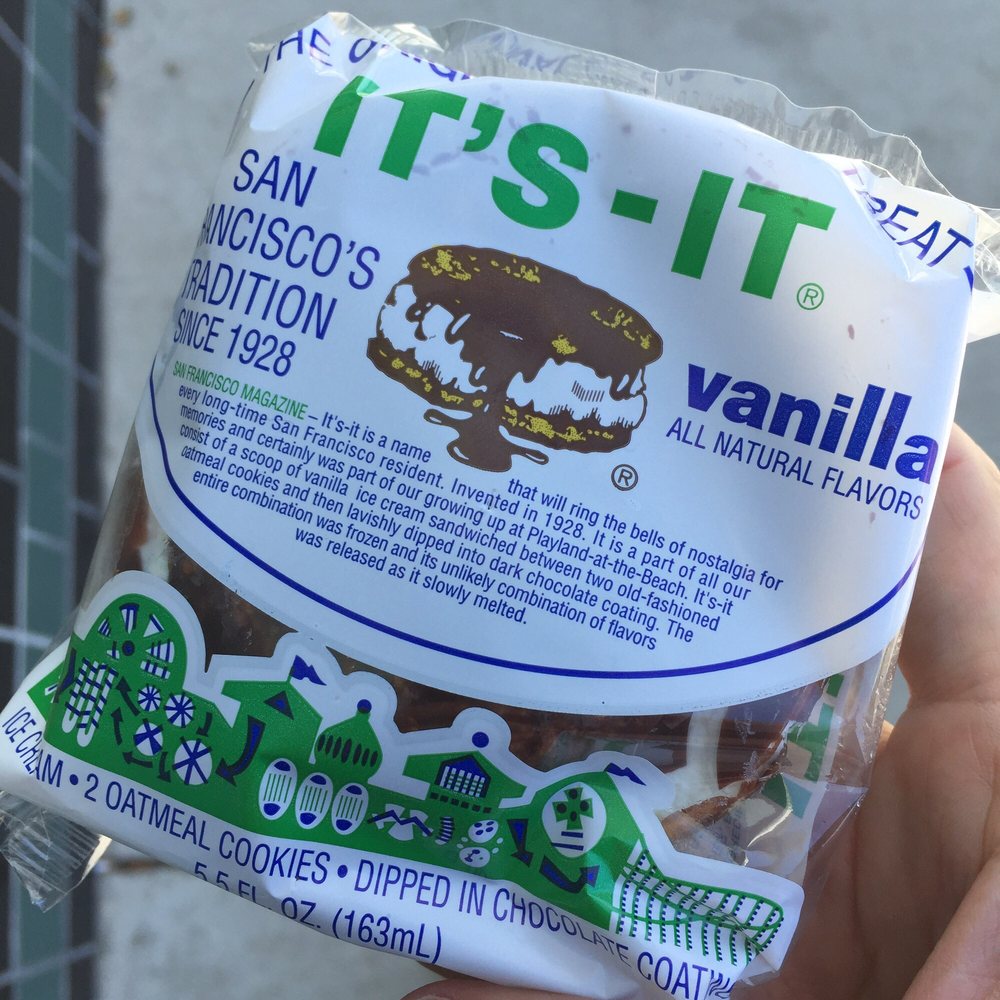 THE
IT'S-IT®
TREAT
SAN
FRANCISCO'S
TRADITION
SINCE 1928
®
vanilla
ALL NATURAL FLAVORS
SAN FRANCISCO MAGAZINE – It's-it is a name
that will ring the bells of nostalgia for
every long-time San Francisco resident. Invented in 1928. It is a part of all our
memories and certainly was part of our growing up at Playland-at-the-Beach. It's-it
consist of a scoop of vanilla ice cream sandwiched between two old-fashioned
oatmeal cookies and then lavishly dipped into dark chocolate coating. The
entire combination was frozen and its unlikely combination of flavors
was released as it slowly melted.
ICE CREAM • 2 OATMEAL COOKIES • DIPPED IN CHOCOLATE COATING
5.5 FL. OZ. (163mL)